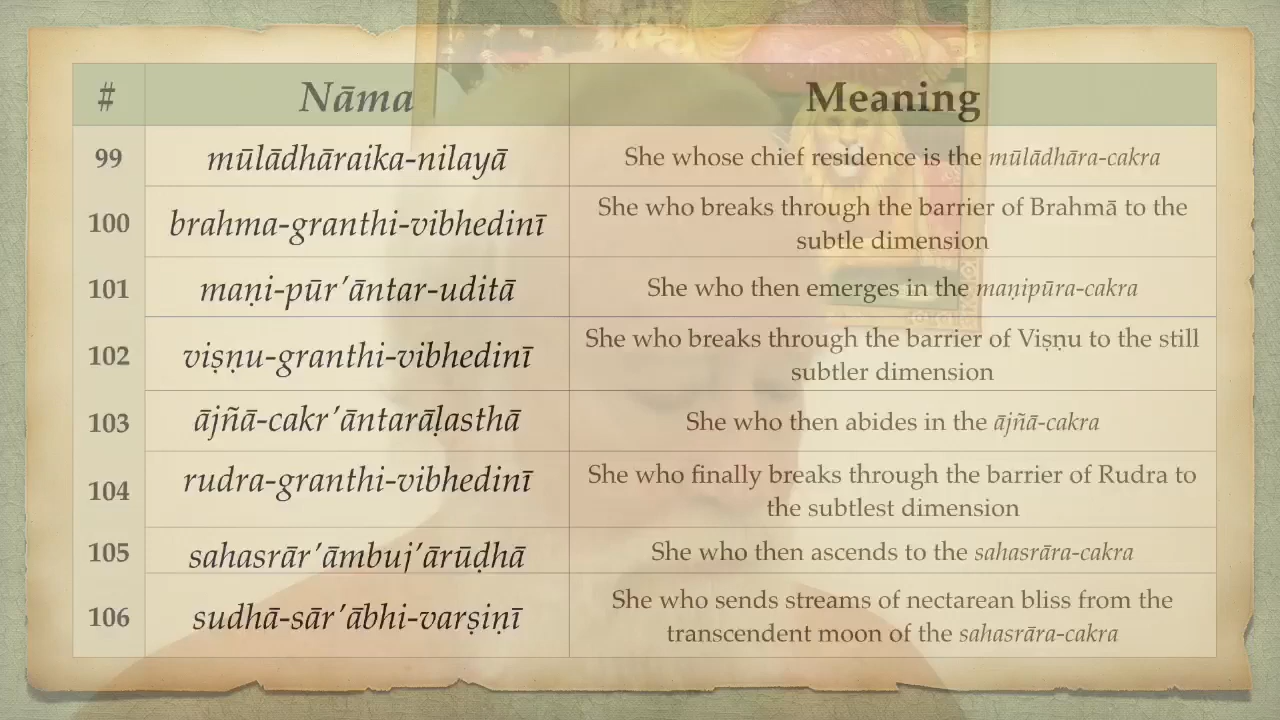 # Nāma Meaning
99 mūlādhāraika-nilayā She whose chief residence is the mūlādhāra-cakra
100 brahma-granthi-vibhedinī She who breaks through the barrier of Brahmā to the
subtle dimension
101 maṇi-pūr’āntar-uditā She who then emerges in the maṇipūra-cakra
102 viṣṇu-granthi-vibhedinī She who breaks through the barrier of Viṣṇu to the still
subtler dimension
103 ājñā-cakr’āntarāḷasthā She who then abides in the ājñā-cakra
104 rudra-granthi-vibhedinī She who finally breaks through the barrier of Rudra to
the subtlest dimension
105 sahasrār’āmbuj’ārūḍhā She who then ascends to the sahasrāra-cakra
106 sudhā-sār’ābhi-varṣiṇī She who sends streams of nectarean bliss from the
transcendent moon of the sahasrāra-cakra